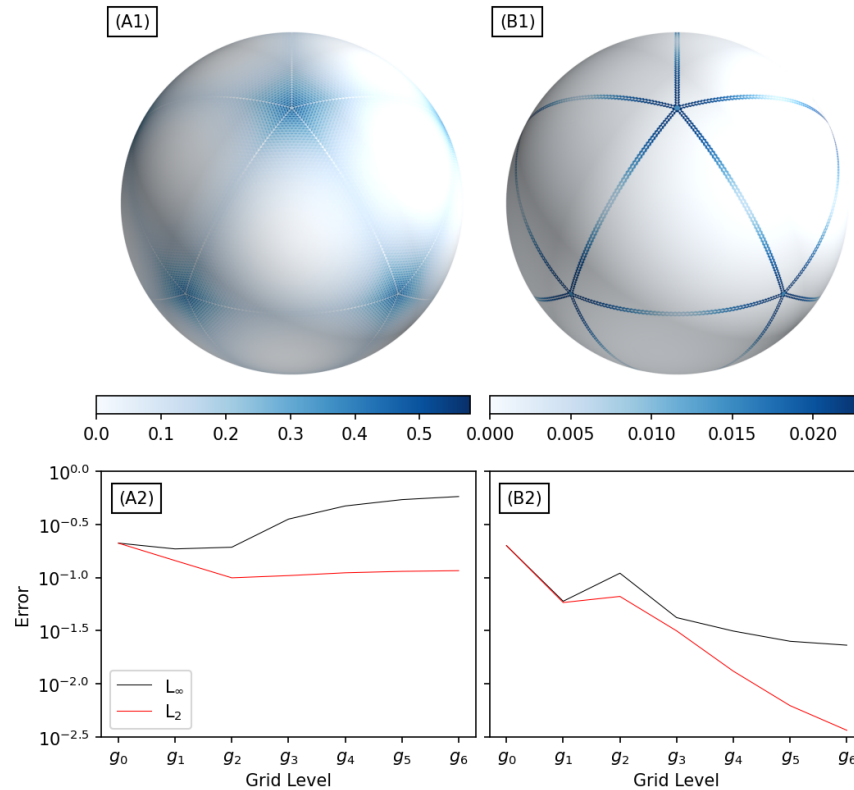 (A1) (B1)
0.0 0.1 0.2 0.3 0.4 0.5 0.000 0.005 0.010 0.015 0.020
(A2) (B2)
10^0.0
10^−0.5
10^−1.0
10^−1.5
10^−2.0
10^−2.5
Error
L∞
L2
g0 g1 g2 g3 g4 g5 g6 g0 g1 g2 g3 g4 g5 g6
Grid Level Grid Level